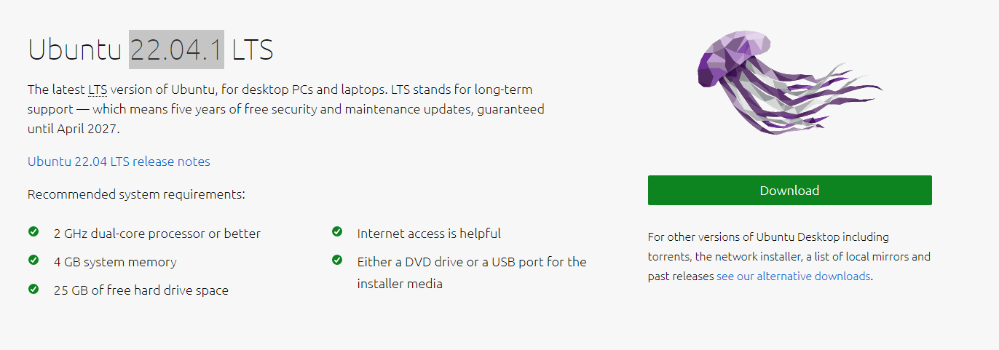 Ubuntu 22.04.1 LTS
The latest LTS version of Ubuntu, for desktop PCs and laptops. LTS stands for long-term
support — which means five years of free security and maintenance updates, guaranteed
until April 2027.
Ubuntu 22.04 LTS release notes
Recommended system requirements:
2 GHz dual-core processor or better
4 GB system memory
25 GB of free hard drive space
Internet access is helpful
Either a DVD drive or a USB port for the
installer media
Download
For other versions of Ubuntu Desktop including
torrents, the network installer, a list of local mirrors and
past releases see our alternative downloads.